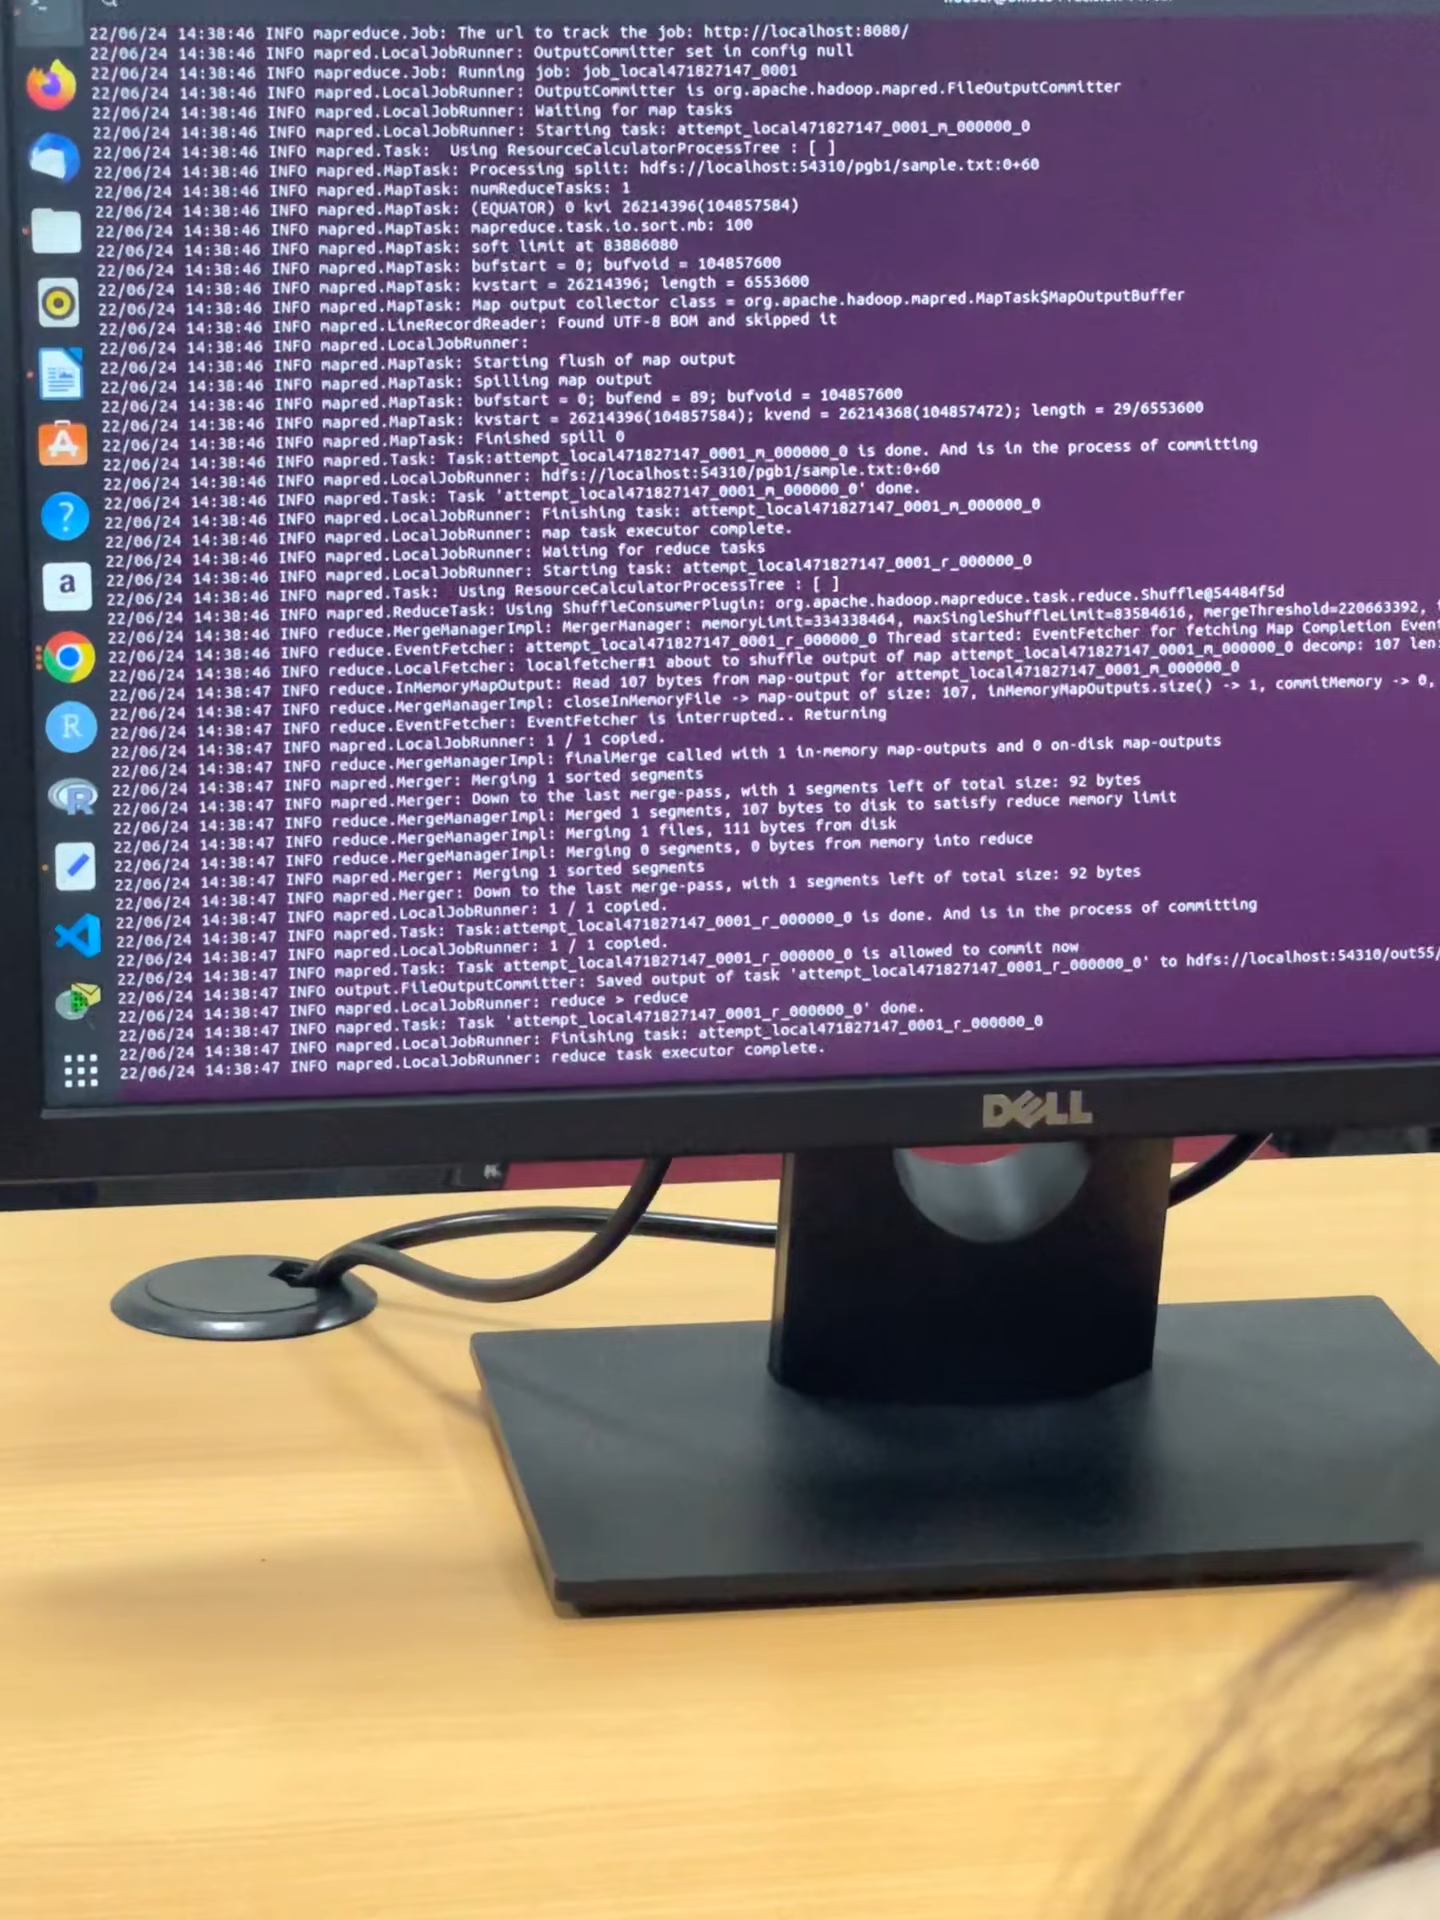 22/06/24 14:38:46 INFO mapreduce.Job: The url to track the job: http://localhost:8080/
22/06/24 14:38:46 INFO mapred.LocalJobRunner: OutputCommitter set in config null
22/06/24 14:38:46 INFO mapreduce.Job: Running job: job_local471827147_0001
22/06/24 14:38:46 INFO mapred.LocalJobRunner: OutputCommitter is org.apache.hadoop.mapred.FileOutputCommitter
22/06/24 14:38:46 INFO mapred.LocalJobRunner: Waiting for map tasks
22/06/24 14:38:46 INFO mapred.LocalJobRunner: Starting task: attempt_local471827147_0001_m_000000_0
22/06/24 14:38:46 INFO mapred.Task:  Using ResourceCalculatorProcessTree : [ ]
22/06/24 14:38:46 INFO mapred.MapTask: Processing split: hdfs://localhost:54310/pgb1/sample.txt:0+60
22/06/24 14:38:46 INFO mapred.MapTask: numReduceTasks: 1
22/06/24 14:38:46 INFO mapred.MapTask: (EQUATOR) 0 kvi 26214396(104857584)
22/06/24 14:38:46 INFO mapred.MapTask: mapreduce.task.io.sort.mb: 100
22/06/24 14:38:46 INFO mapred.MapTask: soft limit at 83886080
22/06/24 14:38:46 INFO mapred.MapTask: bufstart = 0; bufvoid = 104857600
22/06/24 14:38:46 INFO mapred.MapTask: kvstart = 26214396; length = 6553600
22/06/24 14:38:46 INFO mapred.MapTask: Map output collector class = org.apache.hadoop.mapred.MapTask$MapOutputBuffer
22/06/24 14:38:46 INFO mapred.LineRecordReader: Found UTF-8 BOM and skipped it
22/06/24 14:38:46 INFO mapred.LocalJobRunner:
22/06/24 14:38:46 INFO mapred.MapTask: Starting flush of map output
22/06/24 14:38:46 INFO mapred.MapTask: Spilling map output
22/06/24 14:38:46 INFO mapred.MapTask: bufstart = 0; bufend = 89; bufvoid = 104857600
22/06/24 14:38:46 INFO mapred.MapTask: kvstart = 26214396(104857584); kvend = 26214368(104857472); length = 29/6553600
22/06/24 14:38:46 INFO mapred.MapTask: Finished spill 0
22/06/24 14:38:46 INFO mapred.Task: Task:attempt_local471827147_0001_m_000000_0 is done. And is in the process of committing
22/06/24 14:38:46 INFO mapred.LocalJobRunner: hdfs://localhost:54310/pgb1/sample.txt:0+60
22/06/24 14:38:46 INFO mapred.Task: Task 'attempt_local471827147_0001_m_000000_0' done.
22/06/24 14:38:46 INFO mapred.LocalJobRunner: Finishing task: attempt_local471827147_0001_m_000000_0
22/06/24 14:38:46 INFO mapred.LocalJobRunner: map task executor complete.
22/06/24 14:38:46 INFO mapred.LocalJobRunner: Waiting for reduce tasks
22/06/24 14:38:46 INFO mapred.LocalJobRunner: Starting task: attempt_local471827147_0001_r_000000_0
22/06/24 14:38:46 INFO mapred.Task:  Using ResourceCalculatorProcessTree : [ ]
22/06/24 14:38:46 INFO mapred.ReduceTask: Using ShuffleConsumerPlugin: org.apache.hadoop.mapreduce.task.reduce.Shuffle@54484f5d
22/06/24 14:38:46 INFO reduce.MergeManagerImpl: MergerManager: memoryLimit=334338464, maxSingleShuffleLimit=83584616, mergeThreshold=220663392,
22/06/24 14:38:46 INFO reduce.EventFetcher: attempt_local471827147_0001_r_000000_0 Thread started: EventFetcher for fetching Map Completion Even
22/06/24 14:38:46 INFO reduce.LocalFetcher: localfetcher#1 about to shuffle output of map attempt_local471827147_0001_m_000000_0 decomp: 107 len:
22/06/24 14:38:47 INFO reduce.InMemoryMapOutput: Read 107 bytes from map-output for attempt_local471827147_0001_m_000000_0
22/06/24 14:38:47 INFO reduce.MergeManagerImpl: closeInMemoryFile -> map-output of size: 107, inMemoryMapOutputs.size() -> 1, commitMemory -> 0,
22/06/24 14:38:47 INFO reduce.EventFetcher: EventFetcher is interrupted.. Returning
22/06/24 14:38:47 INFO mapred.LocalJobRunner: 1 / 1 copied.
22/06/24 14:38:47 INFO reduce.MergeManagerImpl: finalMerge called with 1 in-memory map-outputs and 0 on-disk map-outputs
22/06/24 14:38:47 INFO mapred.Merger: Merging 1 sorted segments
22/06/24 14:38:47 INFO mapred.Merger: Down to the last merge-pass, with 1 segments left of total size: 92 bytes
22/06/24 14:38:47 INFO reduce.MergeManagerImpl: Merged 1 segments, 107 bytes to disk to satisfy reduce memory limit
22/06/24 14:38:47 INFO reduce.MergeManagerImpl: Merging 1 files, 111 bytes from disk
22/06/24 14:38:47 INFO reduce.MergeManagerImpl: Merging 0 segments, 0 bytes from memory into reduce
22/06/24 14:38:47 INFO mapred.Merger: Merging 1 sorted segments
22/06/24 14:38:47 INFO mapred.Merger: Down to the last merge-pass, with 1 segments left of total size: 92 bytes
22/06/24 14:38:47 INFO mapred.LocalJobRunner: 1 / 1 copied.
22/06/24 14:38:47 INFO mapred.Task: Task:attempt_local471827147_0001_r_000000_0 is done. And is in the process of committing
22/06/24 14:38:47 INFO mapred.LocalJobRunner: 1 / 1 copied.
22/06/24 14:38:47 INFO mapred.Task: Task attempt_local471827147_0001_r_000000_0 is allowed to commit now
22/06/24 14:38:47 INFO output.FileOutputCommitter: Saved output of task 'attempt_local471827147_0001_r_000000_0' to hdfs://localhost:54310/out55/
22/06/24 14:38:47 INFO mapred.LocalJobRunner: reduce > reduce
22/06/24 14:38:47 INFO mapred.Task: Task 'attempt_local471827147_0001_r_000000_0' done.
22/06/24 14:38:47 INFO mapred.LocalJobRunner: Finishing task: attempt_local471827147_0001_r_000000_0
22/06/24 14:38:47 INFO mapred.LocalJobRunner: reduce task executor complete.
DELL